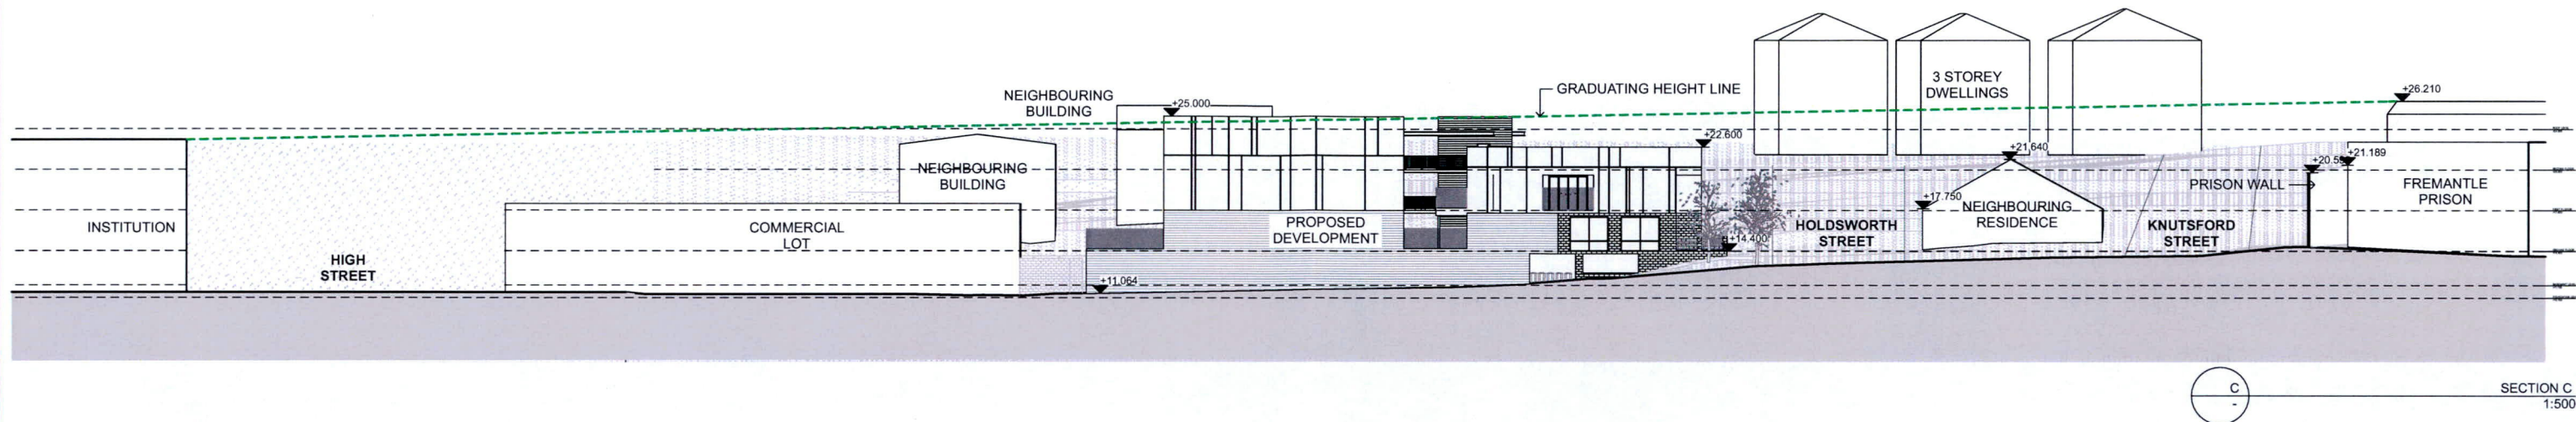 INSTITUTION
HIGH
STREET
COMMERCIAL
LOT
NEIGHBOURING
BUILDING
NEIGHBOURING
BUILDING
+25.000
+11.064
PROPOSED
DEVELOPMENT
GRADUATING HEIGHT LINE
+22.600
+14.400
HOLDSWORTH
STREET
3 STOREY
DWELLINGS
+21.640
+17.750
NEIGHBOURING
RESIDENCE
KNUTSFORD
STREET
PRISON WALL
+21.189
+26.210
FREMANTLE
PRISON
C
-
SECTION C
1:500